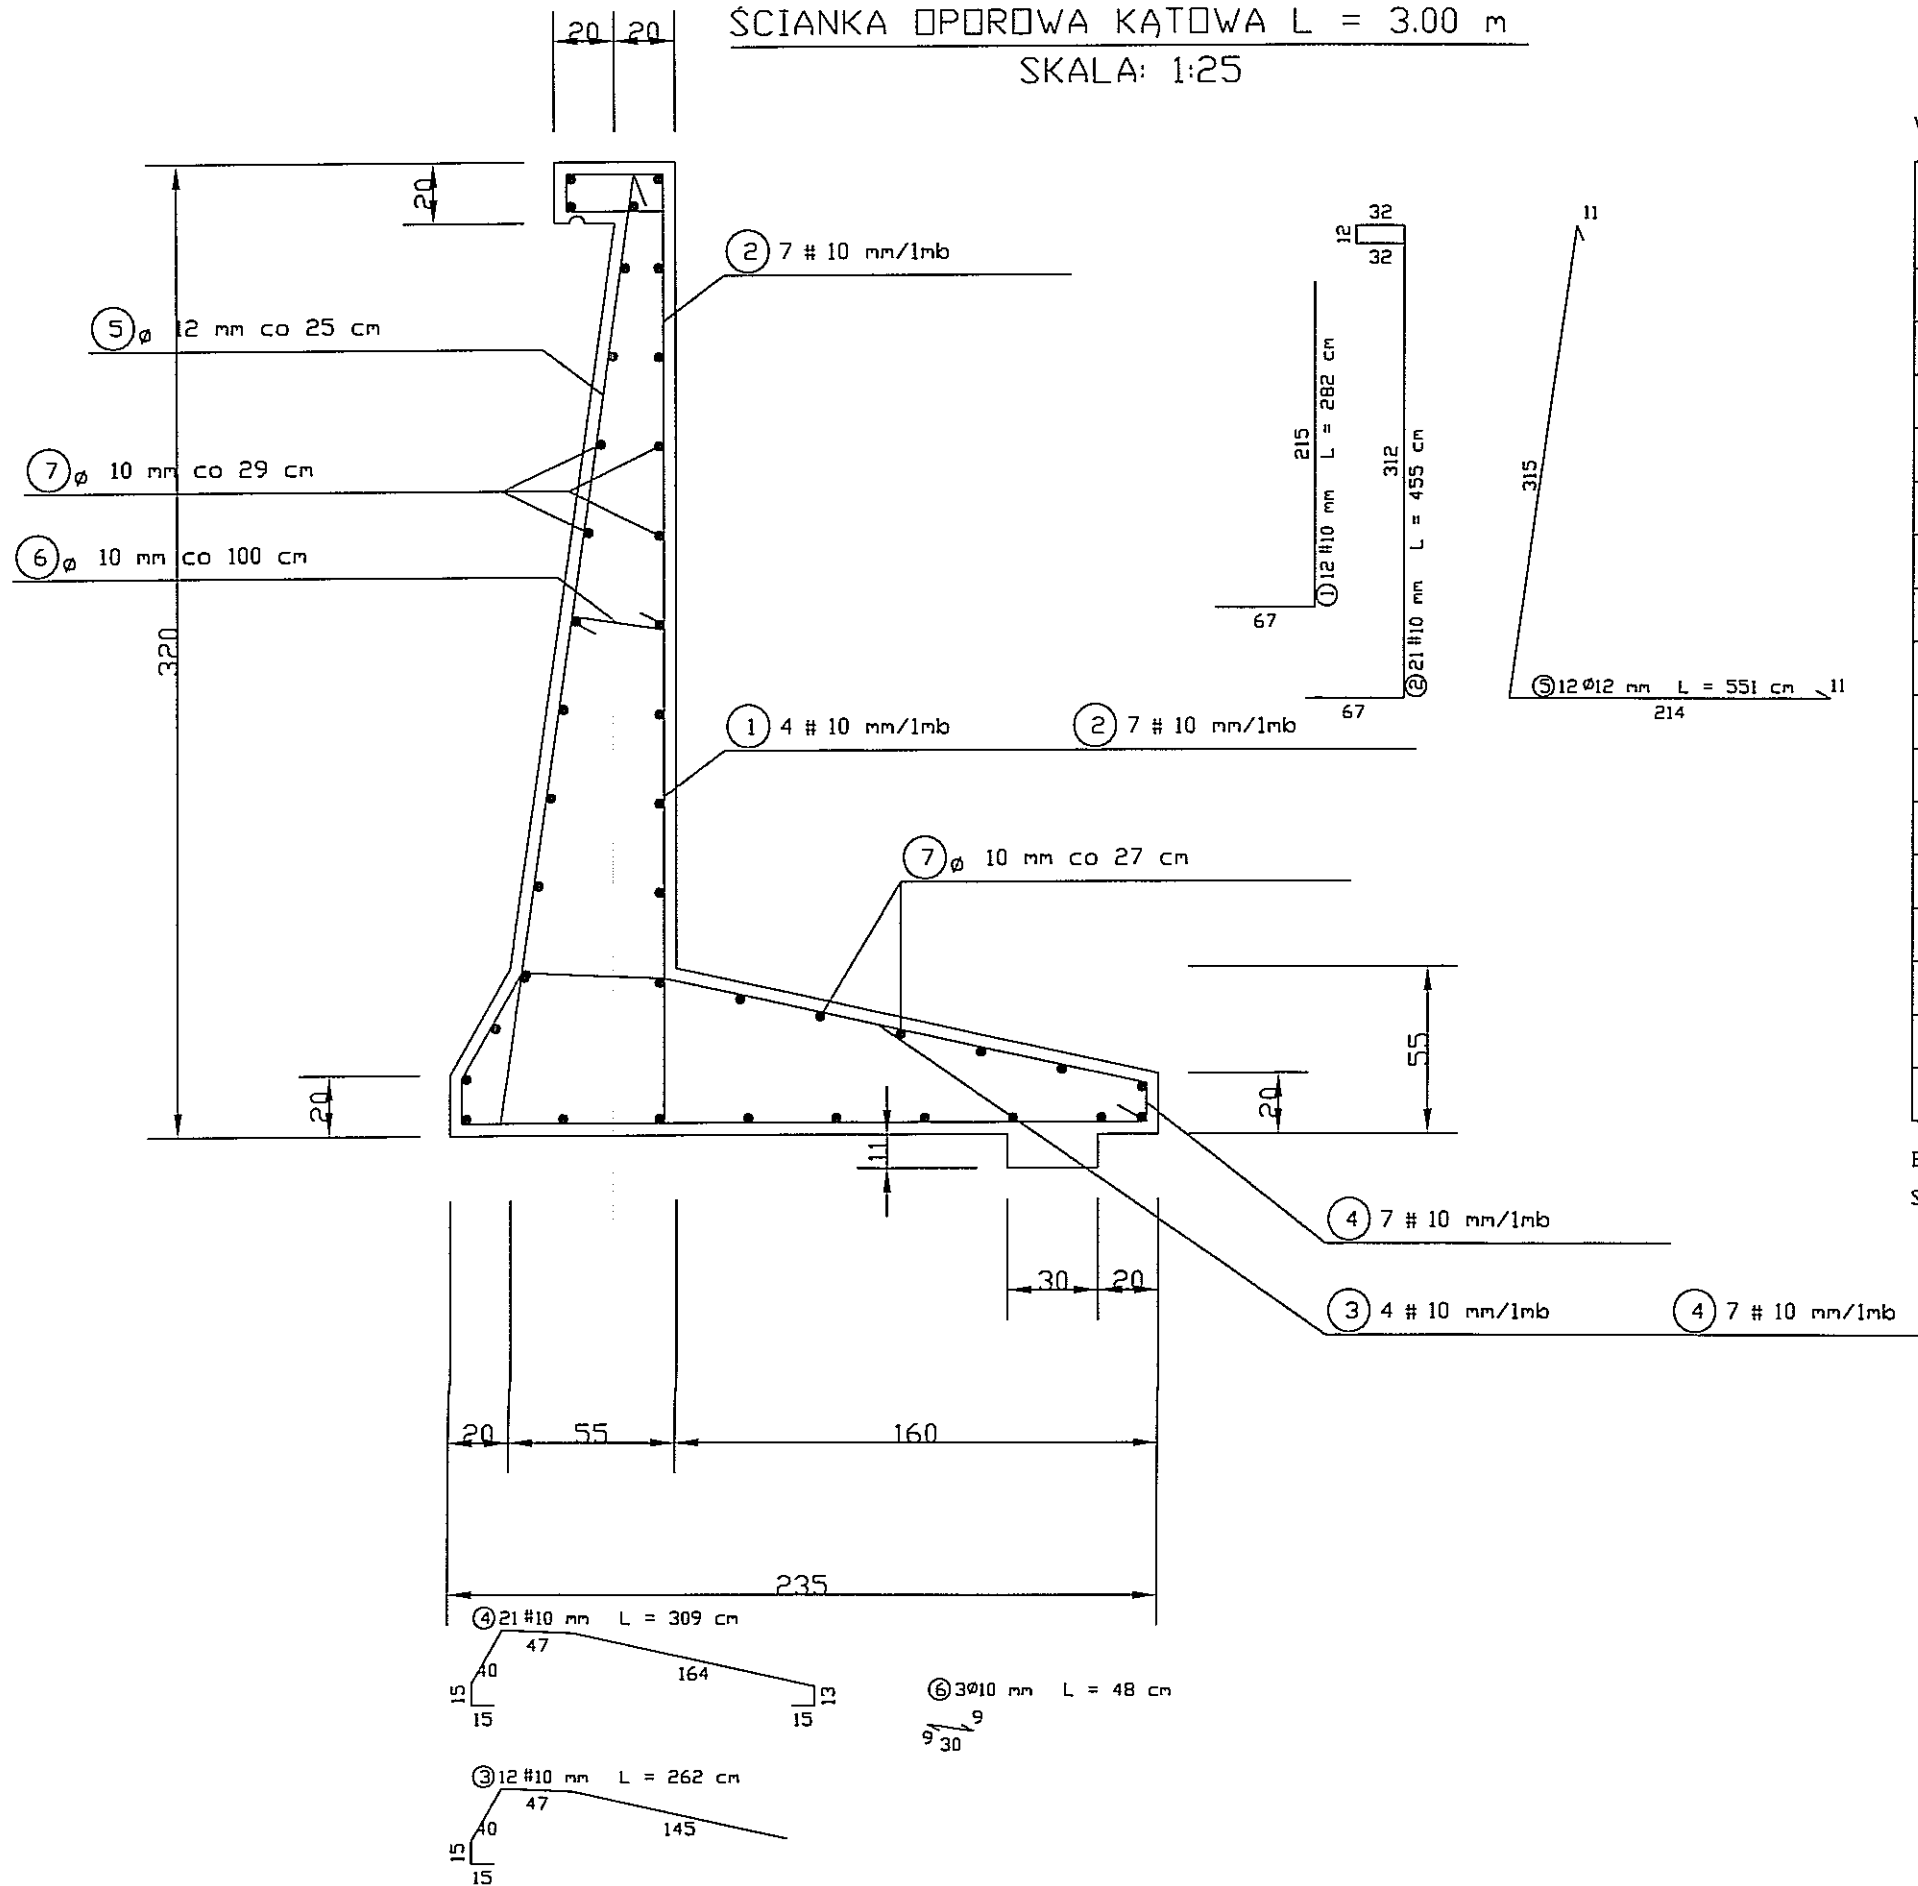 ŚCIANKA OPOROWA KĄTOWA L = 3.00 m
SKALA: 1:25
20 20
20
② 7 # 10 mm/1mb
⑤ ø 12 mm co 25 cm
⑦ ø 10 mm co 29 cm
⑥ ø 10 mm co 100 cm
320
① 4 # 10 mm/1mb ② 7 # 10 mm/1mb
⑦ ø 10 mm co 27 cm
32
12
32
11
215
① 12 #10 mm L = 282 cm
67
312
② 21 #10 mm L = 455 cm
67
315
⑤ 12 ø12 mm L = 551 cm 11
214
55
20
20
11
④ 7 # 10 mm/1mb
30 20
③ 4 # 10 mm/1mb ④ 7 # 10 mm/1mb
20 55 160
235
④ 21 #10 mm L = 309 cm
47
40
164
15
13
15
15
⑥ 3ø10 mm L = 48 cm
9
9
30
③ 12 #10 mm L = 262 cm
47
40
145
15
15